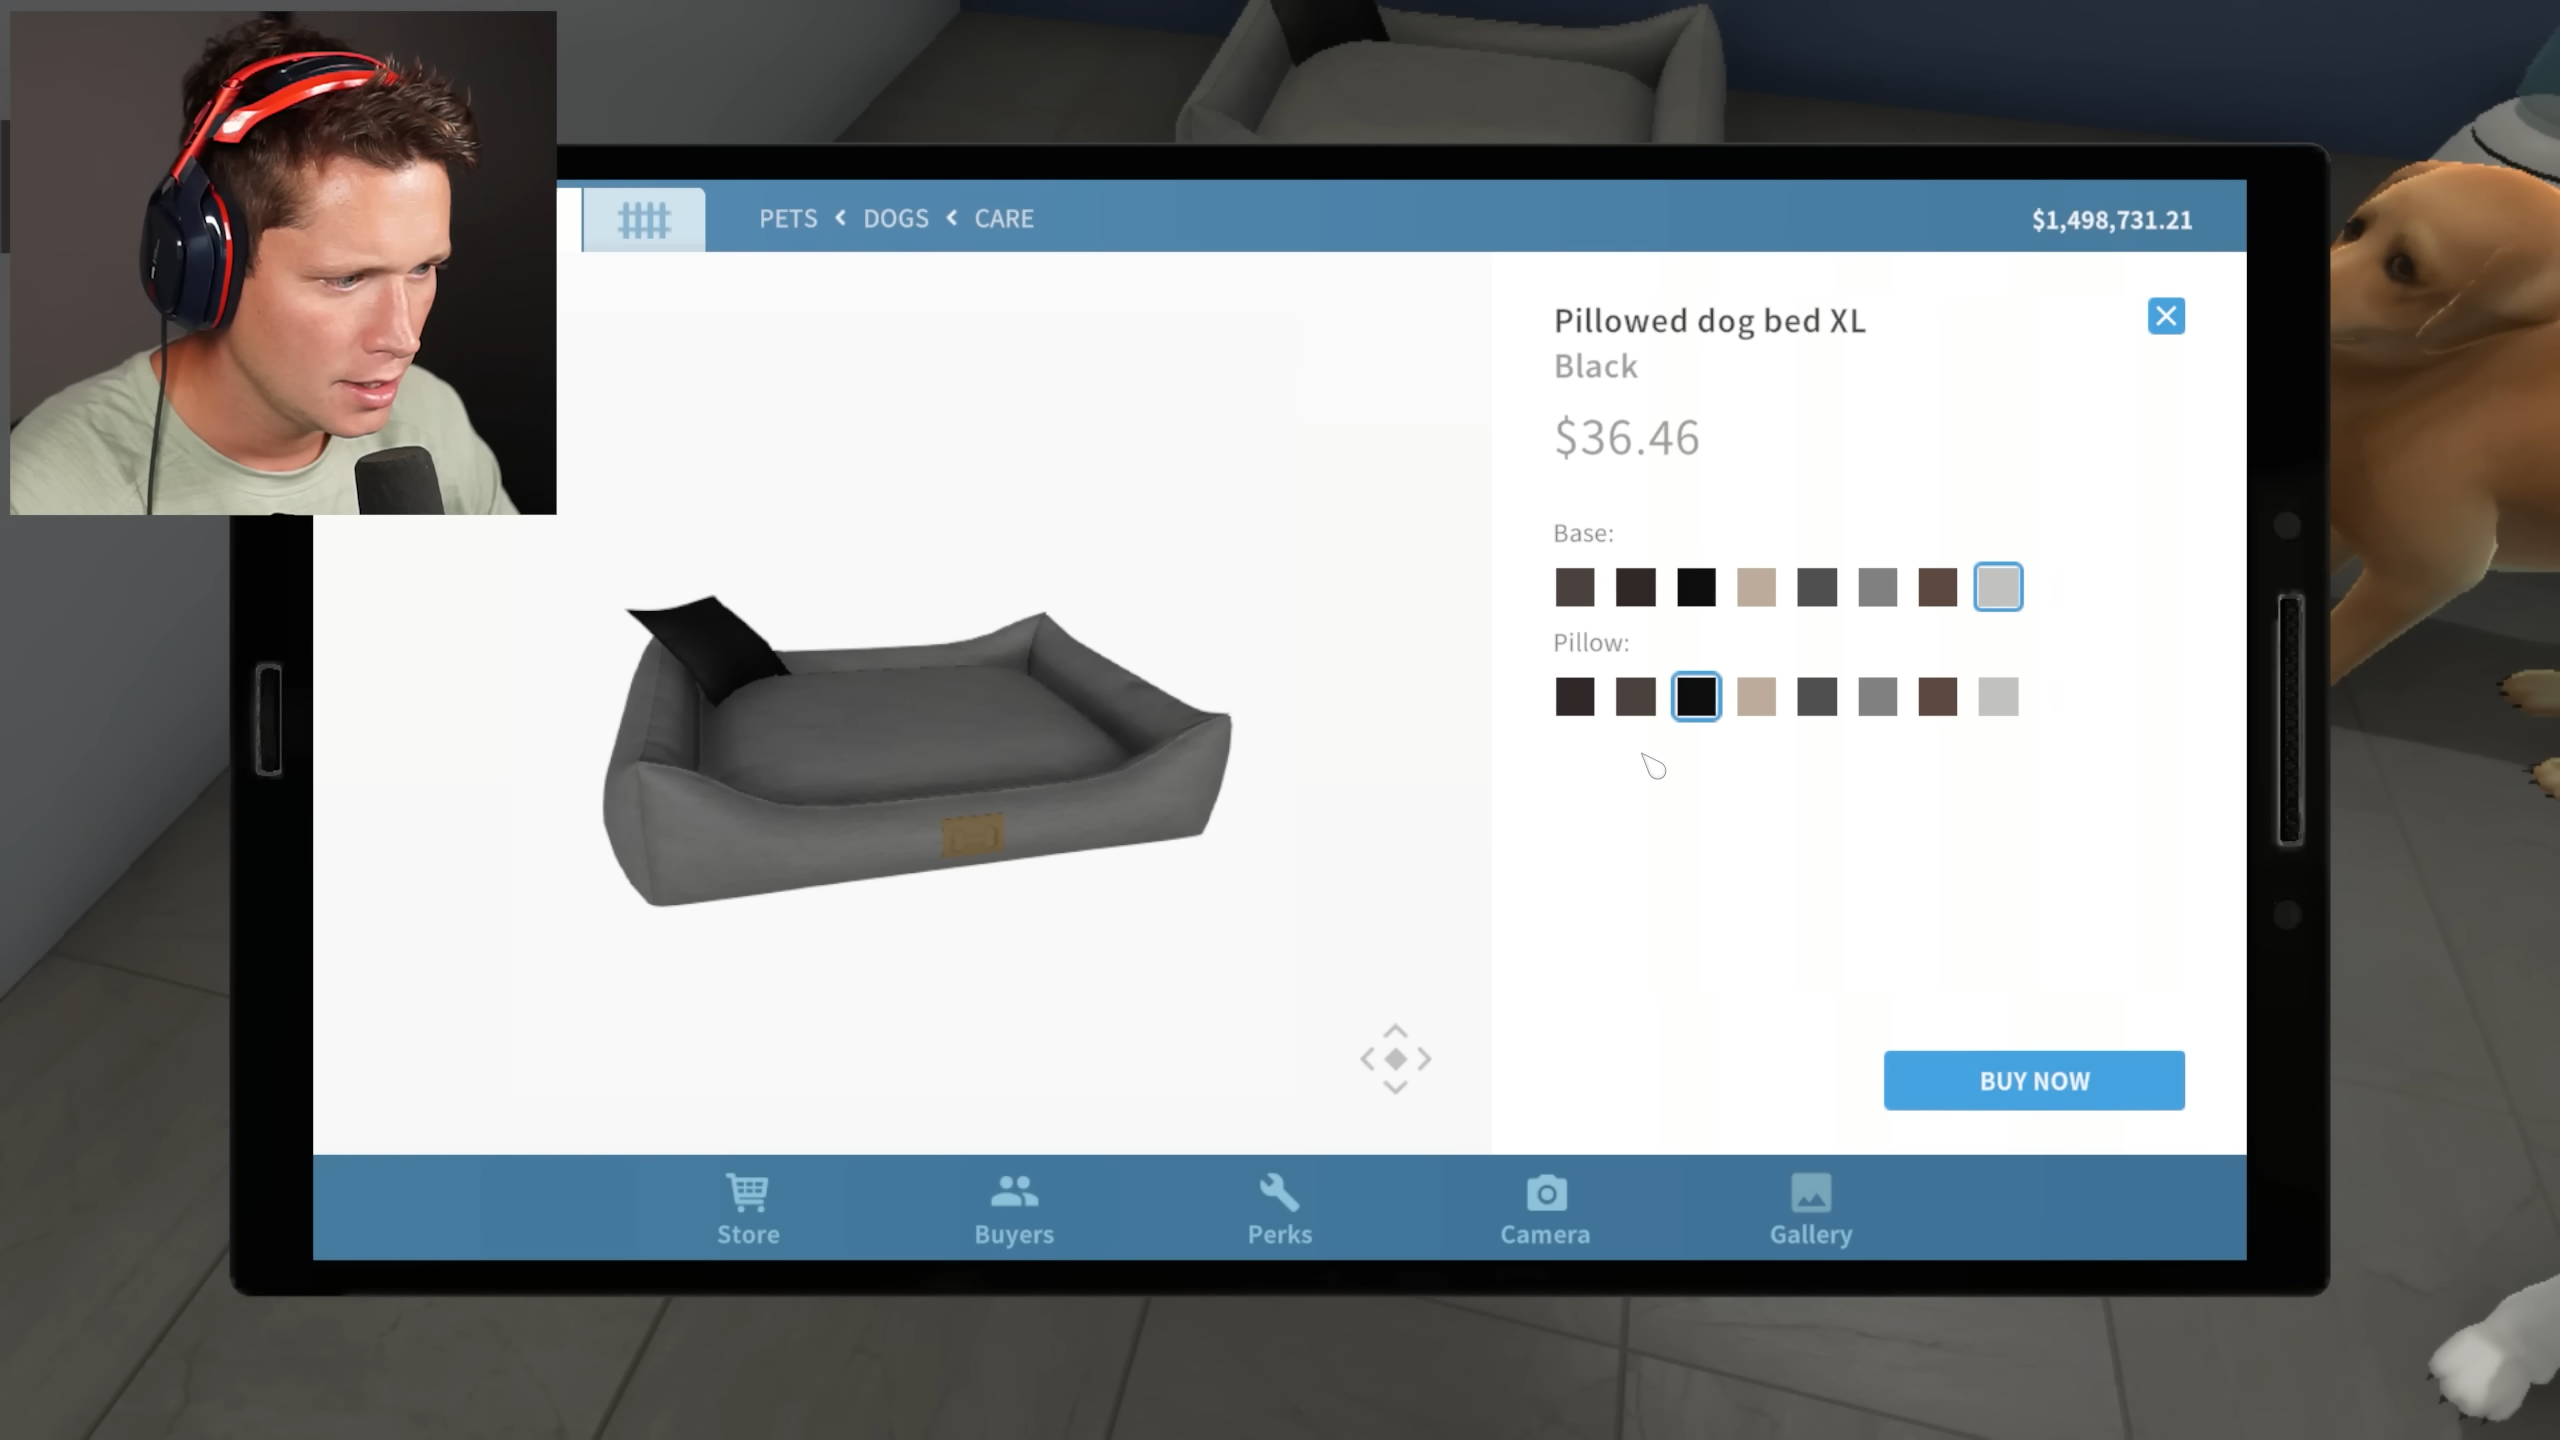 PETS < DOGS < CARE
$1,498,731.21
Pillowed dog bed XL
Black
$36.46
Base:
Pillow:
BUY NOW
Store
Buyers
Perks
Camera
Gallery